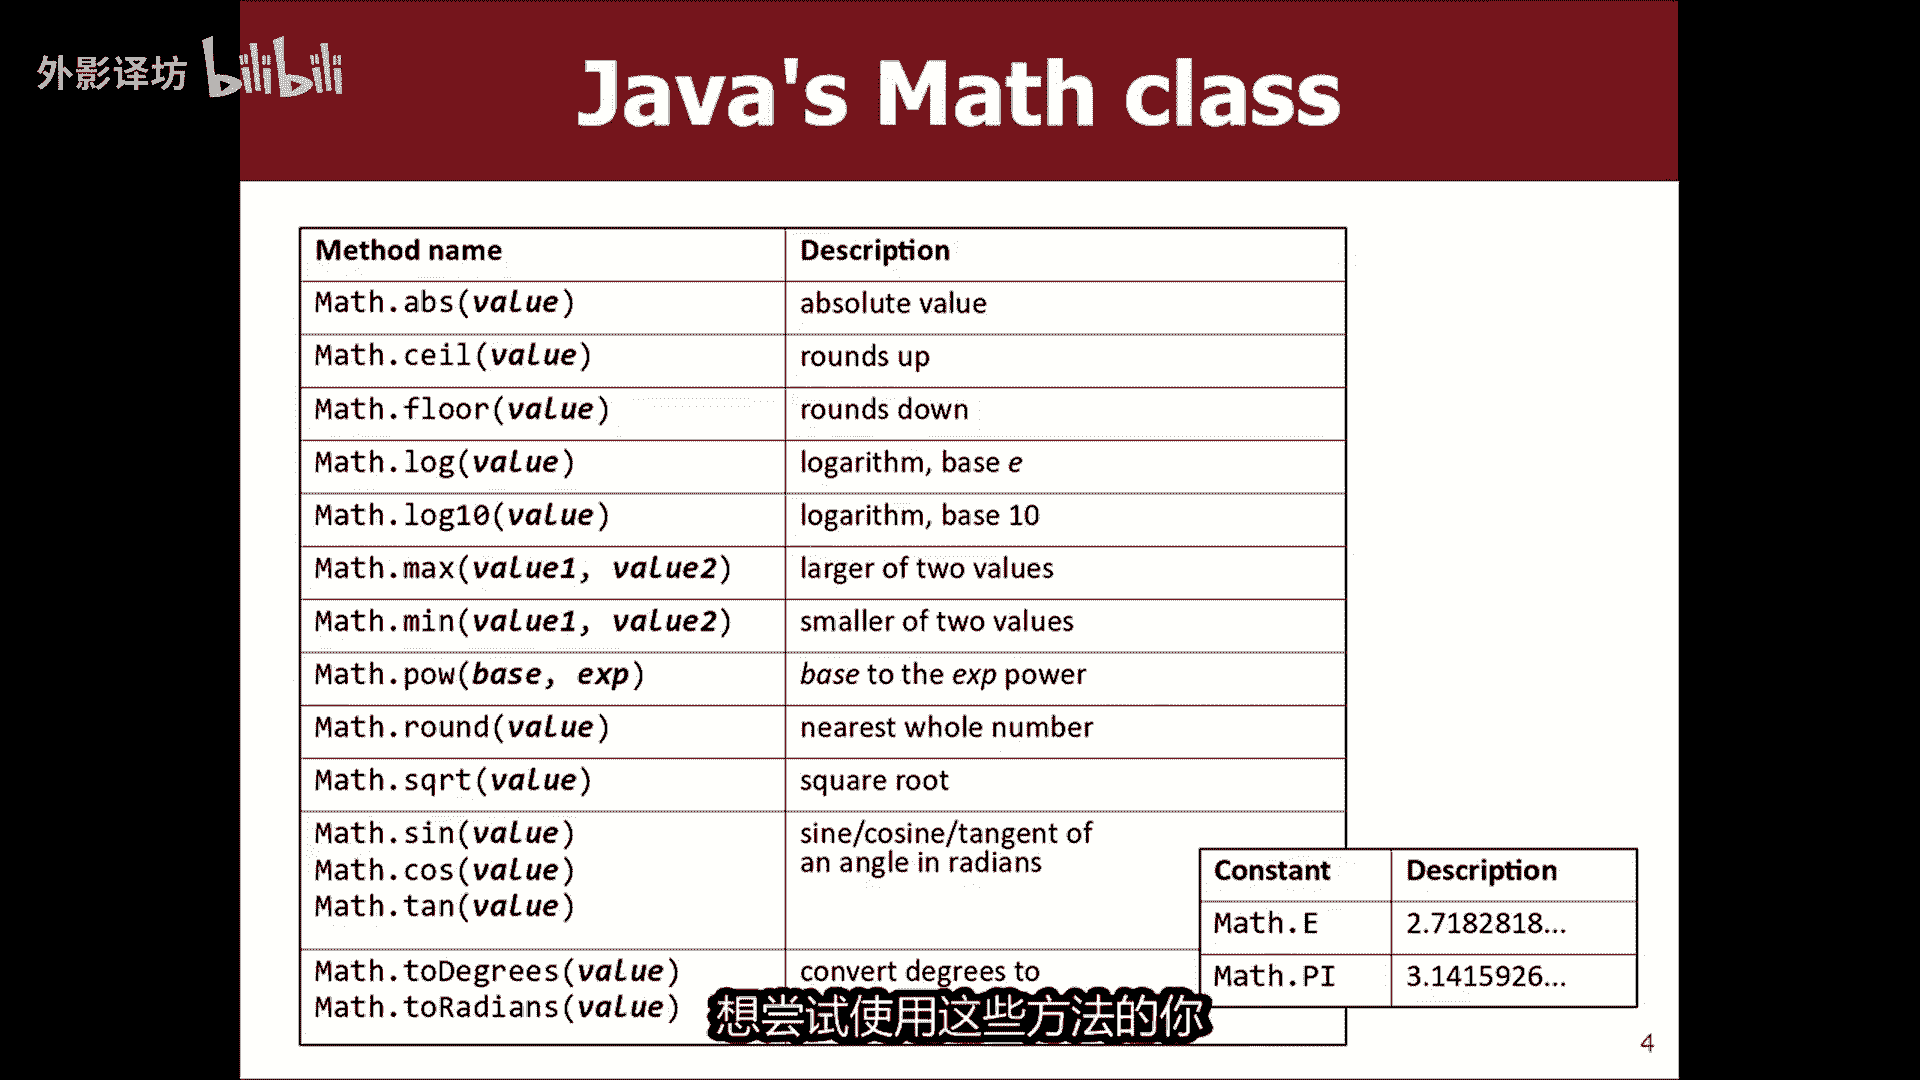 外影译坊 bilibili
Java's Math class
Method name Description
Math.abs(value) absolute value
Math.ceil(value) rounds up
Math.floor(value) rounds down
Math.log(value) logarithm, base e
Math.log10(value) logarithm, base 10
Math.max(value1, value2) larger of two values
Math.min(value1, value2) smaller of two values
Math.pow(base, exp) base to the exp power
Math.round(value) nearest whole number
Math.sqrt(value) square root
Math.sin(value) sine/cosine/tangent of
Math.cos(value) an angle in radians
Math.tan(value)
Math.toDegrees(value) convert degrees to
Math.toRadians(value)
Constant Description
Math.E 2.7182818...
Math.PI 3.1415926...
想尝试使用这些方法的你
4